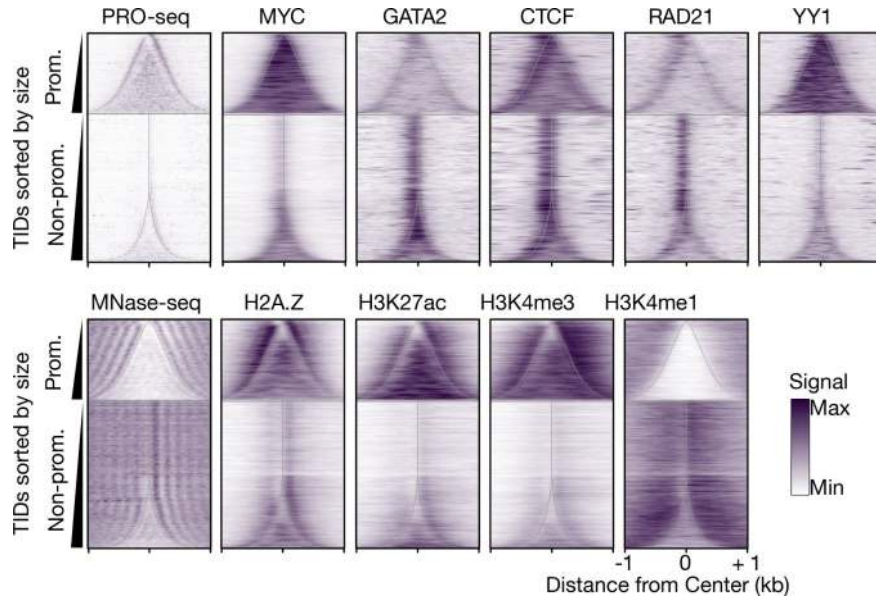 PRO-seq MYC GATA2 CTCF RAD21 YY1
TIDs sorted by size
Prom.
Non-prom.
MNase-seq H2A.Z H3K27ac H3K4me3 H3K4me1
TIDs sorted by size
Prom.
Non-prom.
Signal
Max
Min
-1 0 + 1
Distance from Center (kb)